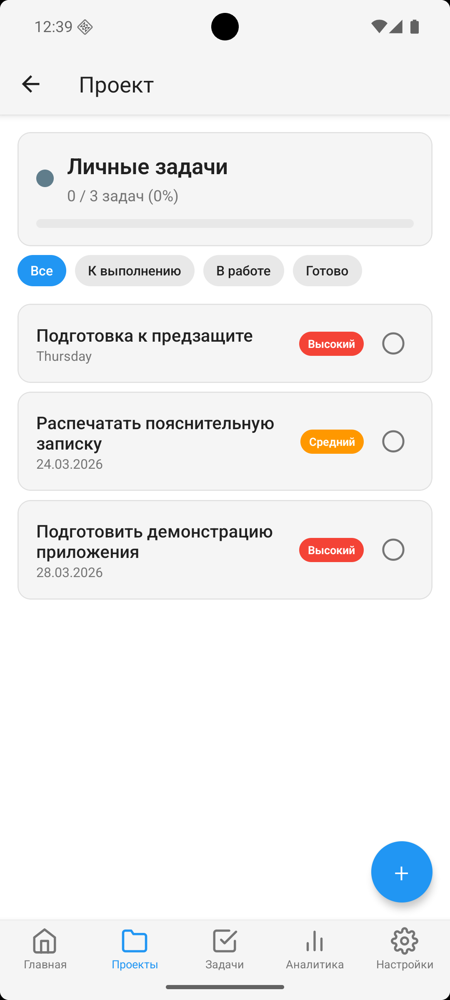 12:39
Проект
Личные задачи
0 / 3 задач (0%)
Все
К выполнению
В работе
Готово
Подготовка к предзащите
Thursday
Высокий
Распечатать пояснительную
записку
24.03.2026
Средний
Подготовить демонстрацию
приложения
28.03.2026
Высокий
+
Главная
Проекты
Задачи
Аналитика
Настройки